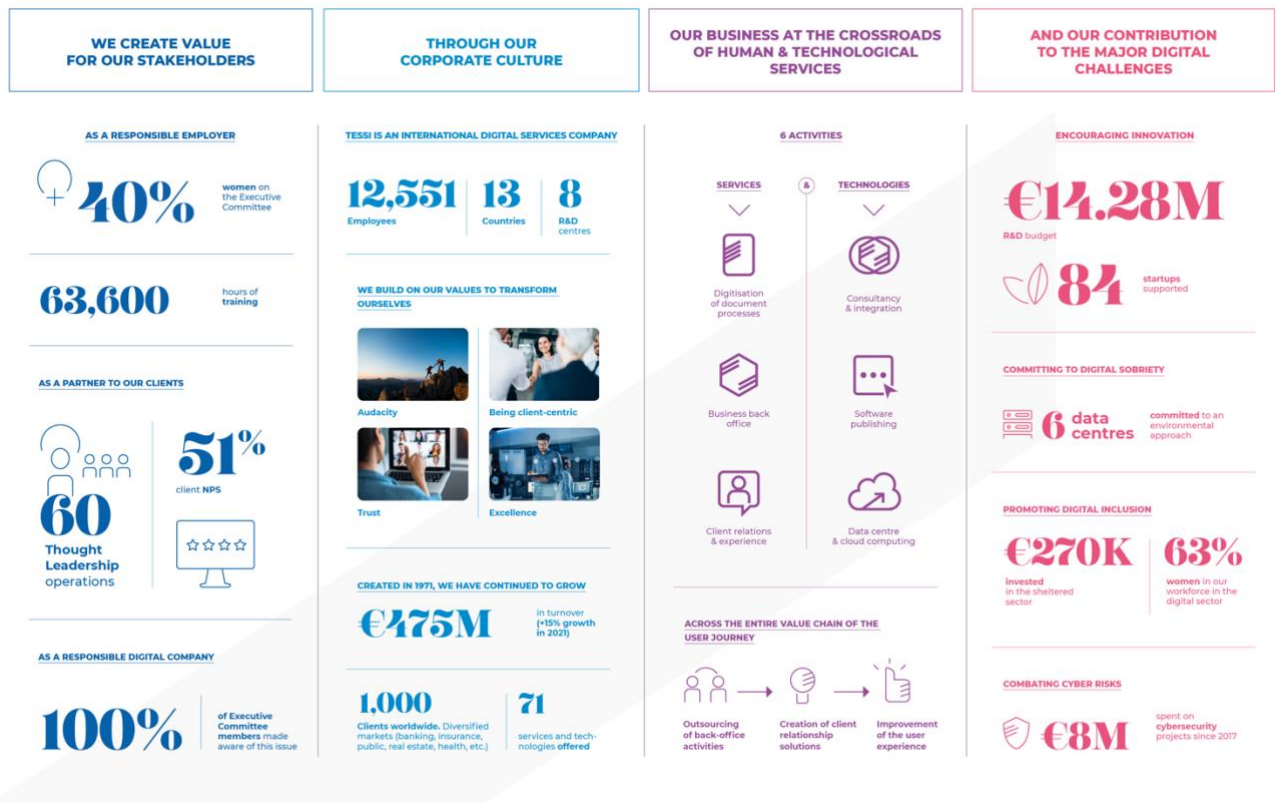 WE CREATE VALUE
FOR OUR STAKEHOLDERS
AS A RESPONSIBLE EMPLOYER
40%
women on
the Executive
Committee
63,600
hours of
training
AS A PARTNER TO OUR CLIENTS
60
Thought
Leadership
operations
51%
client NPS
AS A RESPONSIBLE DIGITAL COMPANY
100%
of Executive
Committee
members made
aware of this issue
THROUGH OUR
CORPORATE CULTURE
TESSI IS AN INTERNATIONAL DIGITAL SERVICES COMPANY
12,551
Employees
13
Countries
8
R&D
centres
WE BUILD ON OUR VALUES TO TRANSFORM
OURSELVES
Audacity
Being client-centric
Trust
Excellence
CREATED IN 1971, WE HAVE CONTINUED TO GROW
€475M
in turnover
(+15% growth
in 2021)
1,000
Clients worldwide. Diversified
markets (banking, insurance,
public, real estate, health, etc.)
71
services and tech-
nologies offered
OUR BUSINESS AT THE CROSSROADS
OF HUMAN & TECHNOLOGICAL
SERVICES
6 ACTIVITIES
SERVICES
&
TECHNOLOGIES
Digitisation
of document
processes
Consultancy
& integration
Business back
office
Software
publishing
Client relations
& experience
Data centre
& cloud computing
ACROSS THE ENTIRE VALUE CHAIN OF THE
USER JOURNEY
Outsourcing
of back-office
activities
Creation of client
relationship
solutions
Improvement
of the user
experience
AND OUR CONTRIBUTION
TO THE MAJOR DIGITAL
CHALLENGES
ENCOURAGING INNOVATION
€14.28M
R&D budget
84
startups
supported
COMMITTING TO DIGITAL SOBRIETY
6 data
centres
committed to an
environmental
approach
PROMOTING DIGITAL INCLUSION
€270K
invested
in the sheltered
sector
63%
women in our
workforce in the
digital sector
COMBATING CYBER RISKS
€8M
spent on
cybersecurity
projects since 2017